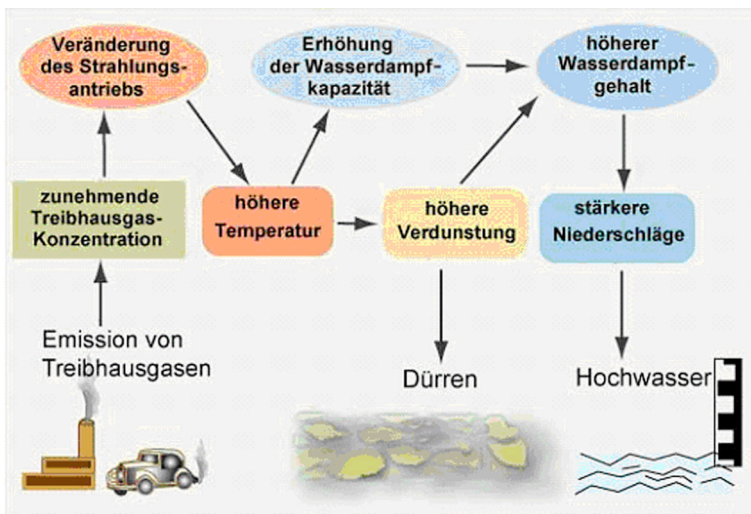 Veränderung
des Strahlungs-
antriebs
Erhöhung
der Wasserdampf-
kapazität
höherer
Wasserdampf-
gehalt
zunehmende
Treibhausgas-
Konzentration
höhere
Temperatur
höhere
Verdunstung
stärkere
Niederschläge
Emission von
Treibhausgasen
Dürren
Hochwasser